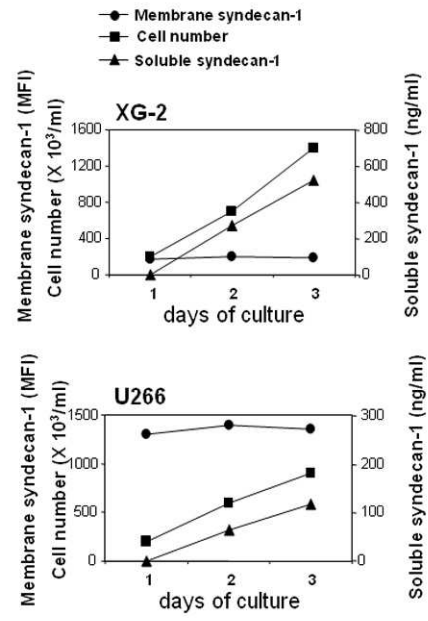 Membrane syndecan-1
Cell number
Soluble syndecan-1
XG-2
Membrane syndecan-1 (MFI)
Cell number (X 10³/ml)
1600
1200
800
400
0
800
600
400
200
0
Soluble syndecan-1 (ng/ml)
1 2 3
days of culture
U266
Membrane syndecan-1 (MFI)
Cell number (X 10³/ml)
1500
1000
500
0
300
200
100
0
Soluble syndecan-1 (ng/ml)
1 2 3
days of culture